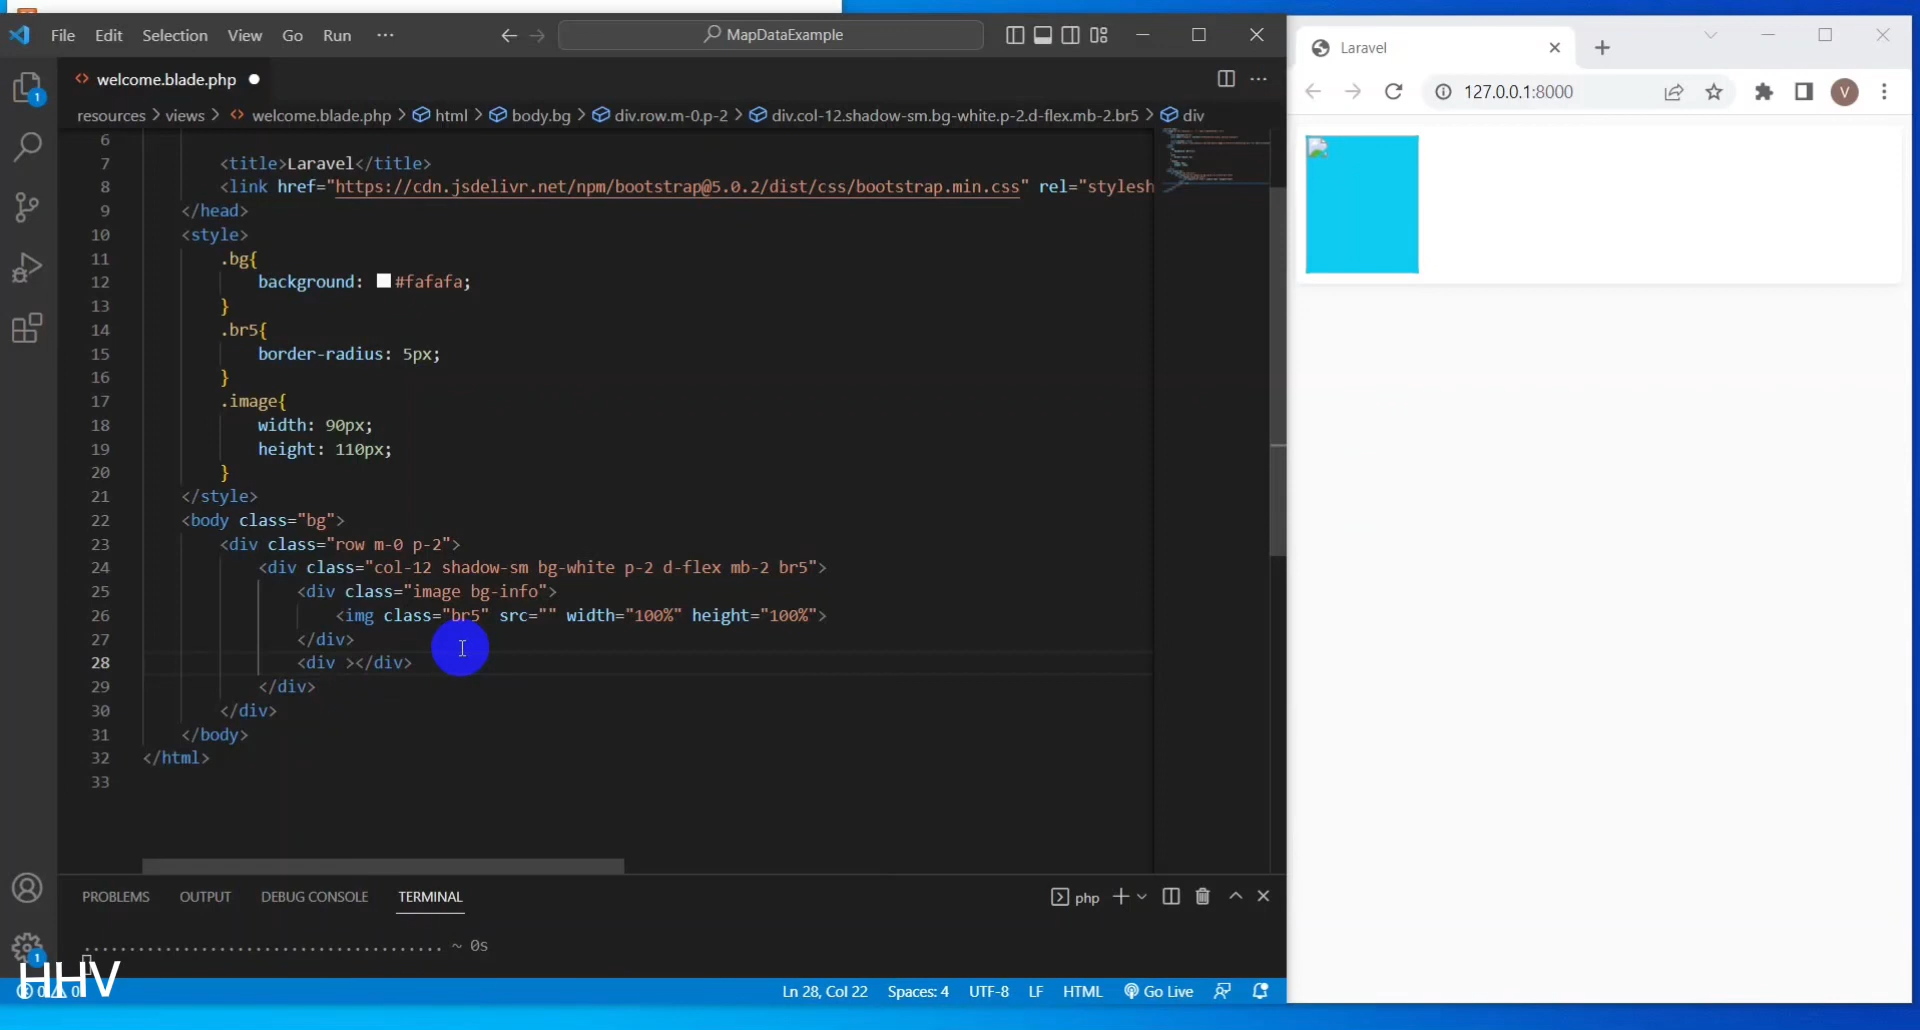 File Edit Selection View Go Run ··· MapDataExample
welcome.blade.php
resources > views > welcome.blade.php > html > body.bg > div.row.m-0.p-2 > div.col-12.shadow-sm.bg-white.p-2.d-flex.mb-2.br5 > div
6
7 <title>Laravel</title>
8 <link href="https://cdn.jsdelivr.net/npm/bootstrap@5.0.2/dist/css/bootstrap.min.css" rel="stylesh
9 </head>
10 <style>
11 .bg{
12 background: #fafafa;
13 }
14 .br5{
15 border-radius: 5px;
16 }
17 .image{
18 width: 90px;
19 height: 110px;
20 }
21 </style>
22 <body class="bg">
23 <div class="row m-0 p-2">
24 <div class="col-12 shadow-sm bg-white p-2 d-flex mb-2 br5">
25 <div class="image bg-info">
26 <img class="br5" src="" width="100%" height="100%">
27 </div>
28 <div ></div>
29 </div>
30 </div>
31 </body>
32 </html>
33
PROBLEMS OUTPUT DEBUG CONSOLE TERMINAL php
........................................ ~ 0s
1
1
HHV
0 0 Ln 28, Col 22 Spaces: 4 UTF-8 LF HTML Go Live
Laravel
127.0.0.1:8000 V